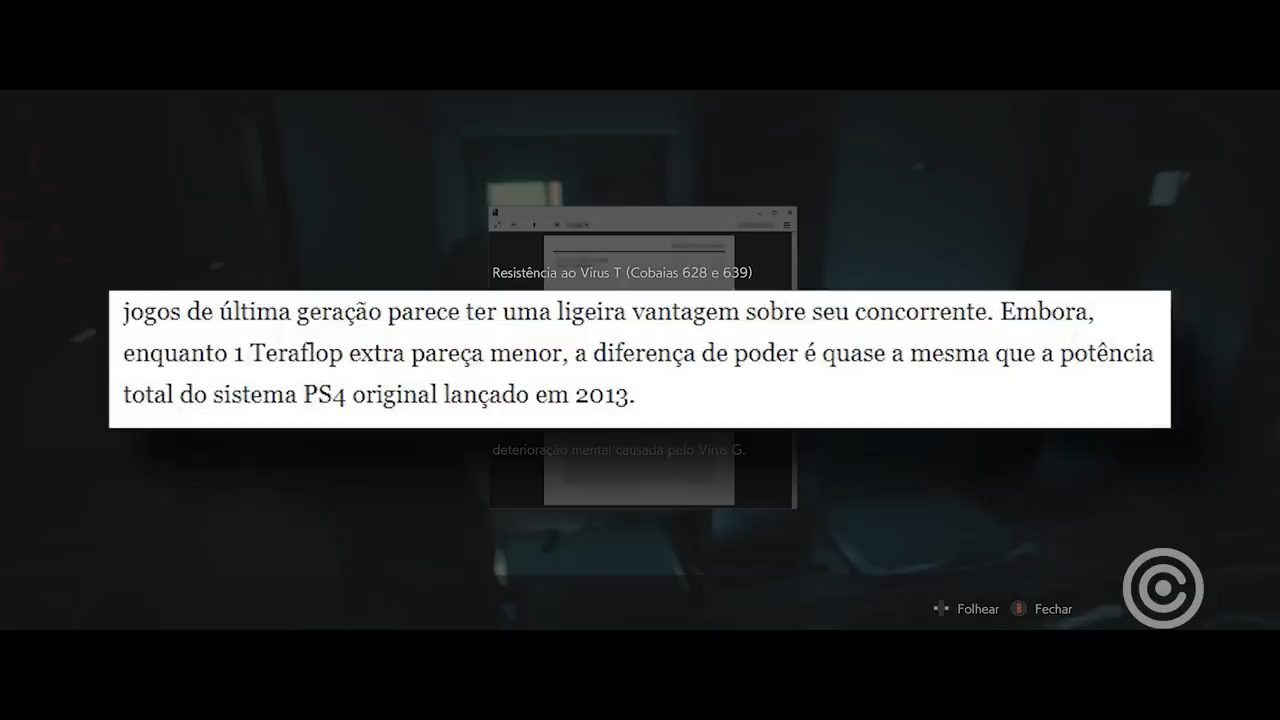 Resistência ao Vírus T (Cobaias 628 e 639)
jogos de última geração parece ter uma ligeira vantagem sobre seu concorrente. Embora,
enquanto 1 Teraflop extra pareça menor, a diferença de poder é quase a mesma que a potência
total do sistema PS4 original lançado em 2013.
deterioração mental causada pelo Vírus G.
Folhear B Fechar